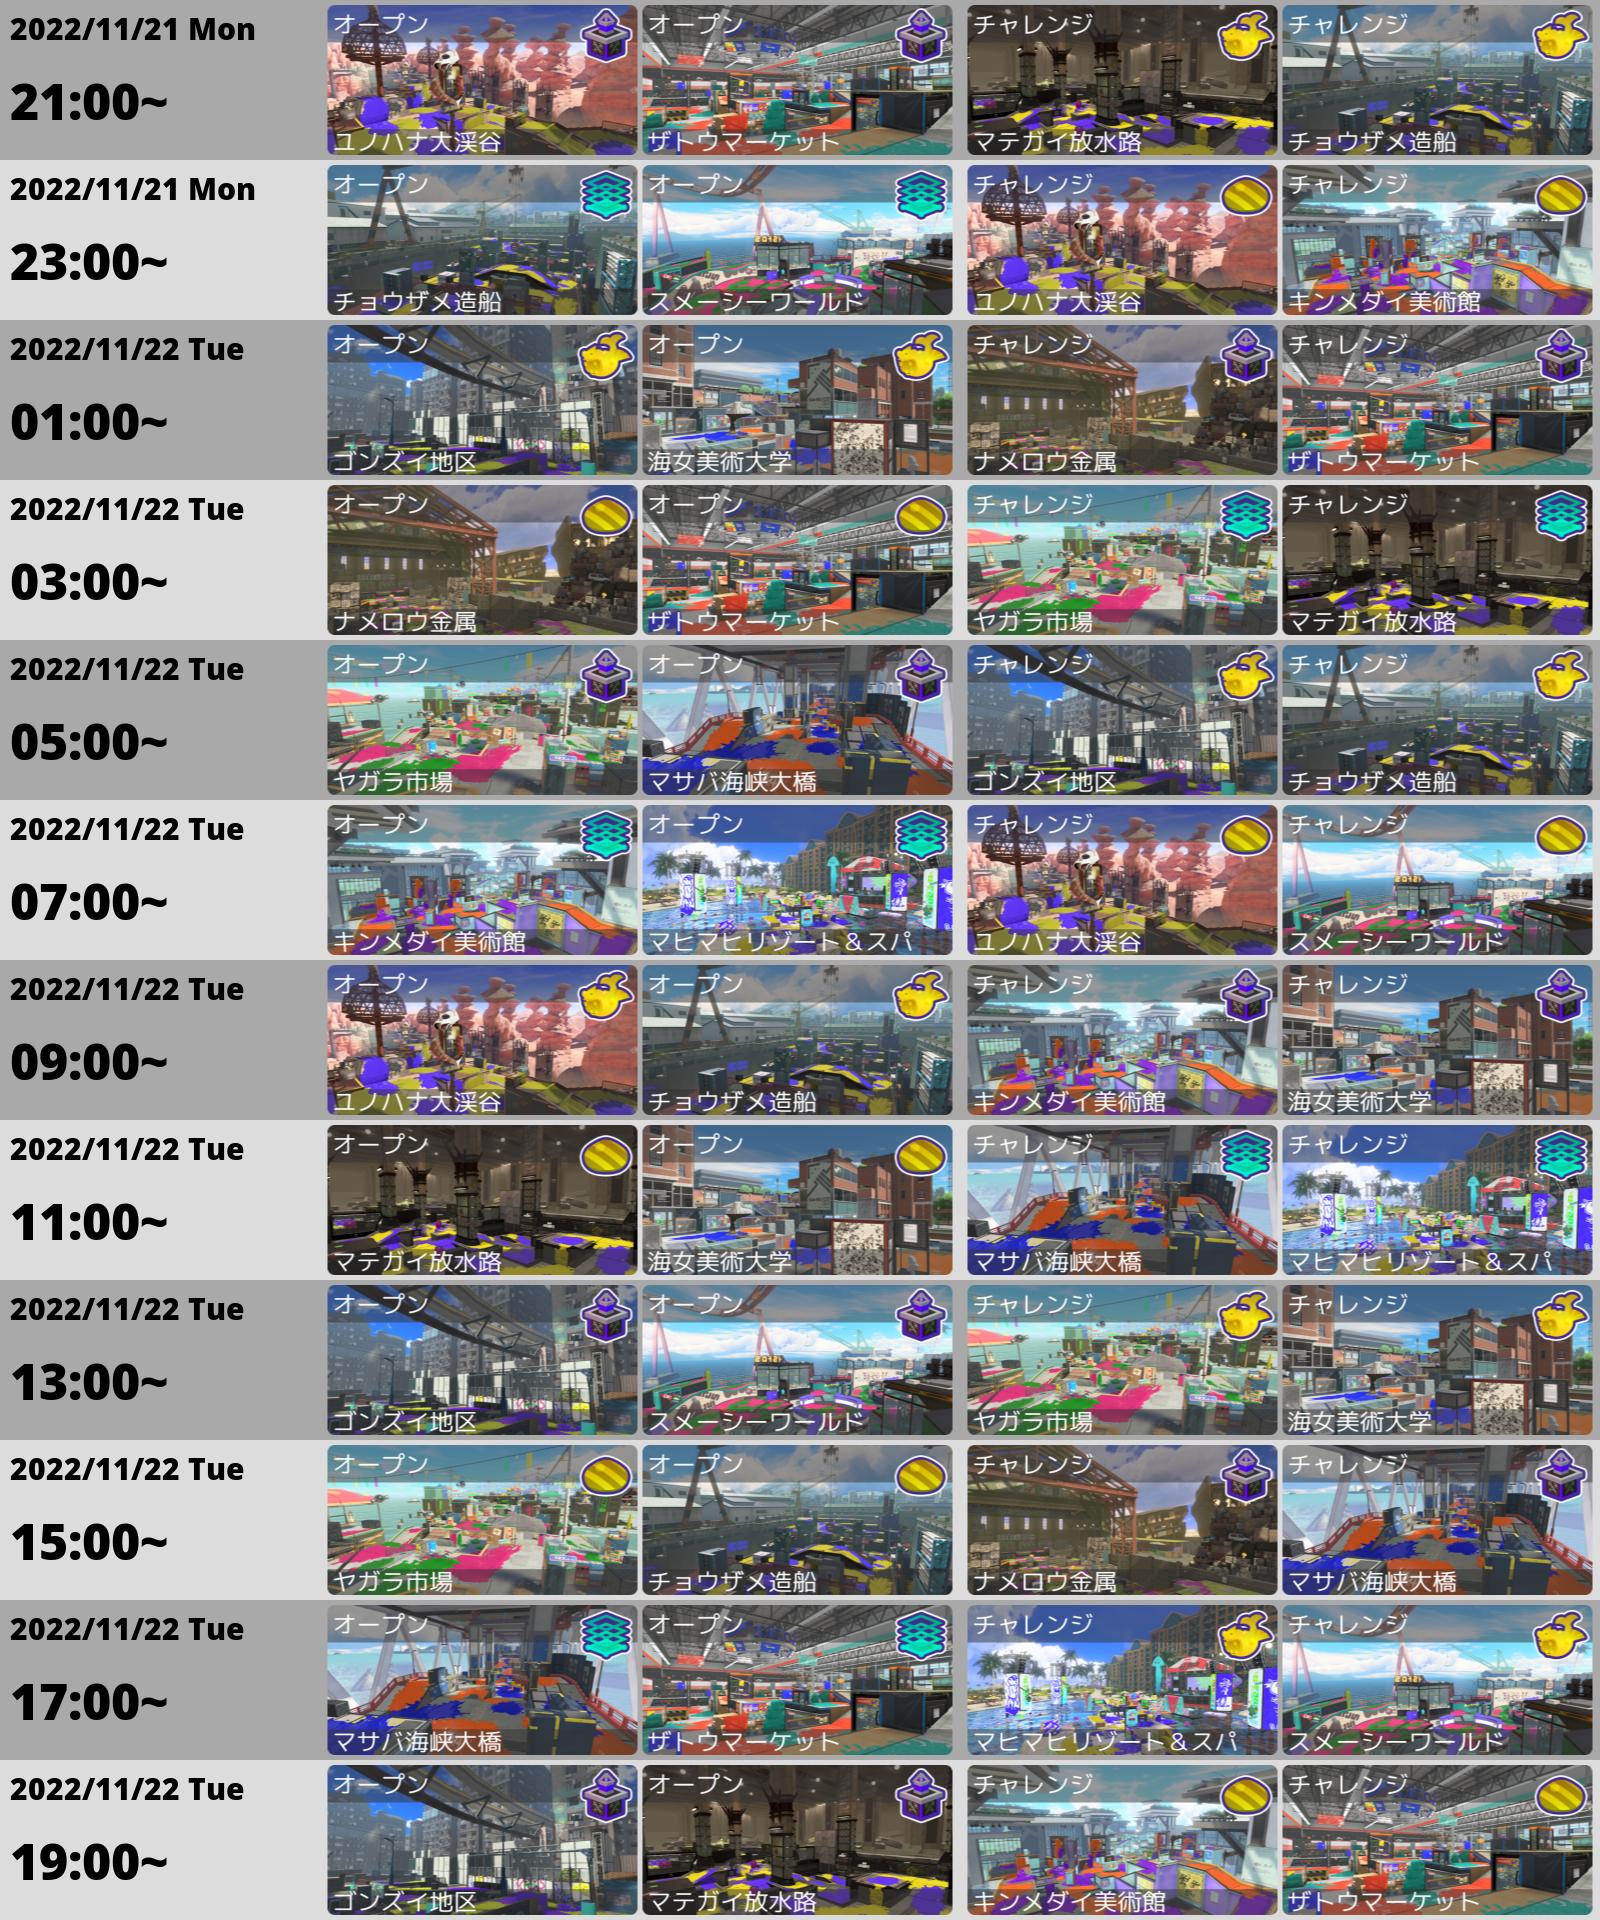 2022/11/21 Mon
21:00~
オープン
ユノハナ大渓谷
オープン
ザトウマーケット
チャレンジ
マテガイ放水路
チャレンジ
チョウザメ造船
2022/11/21 Mon
23:00~
オープン
チョウザメ造船
オープン
スメーシーワールド
チャレンジ
ユノハナ大渓谷
チャレンジ
キンメダイ美術館
2022/11/22 Tue
01:00~
オープン
ゴンズイ地区
オープン
海女美術大学
チャレンジ
ナメロウ金属
チャレンジ
ザトウマーケット
2022/11/22 Tue
03:00~
オープン
ナメロウ金属
オープン
ザトウマーケット
チャレンジ
ヤガラ市場
チャレンジ
マテガイ放水路
2022/11/22 Tue
05:00~
オープン
ヤガラ市場
オープン
マサバ海峡大橋
チャレンジ
ゴンズイ地区
チャレンジ
チョウザメ造船
2022/11/22 Tue
07:00~
オープン
キンメダイ美術館
オープン
マヒマヒリゾート＆スパ
チャレンジ
ユノハナ大渓谷
チャレンジ
スメーシーワールド
2022/11/22 Tue
09:00~
オープン
ユノハナ大渓谷
オープン
チョウザメ造船
チャレンジ
キンメダイ美術館
チャレンジ
海女美術大学
2022/11/22 Tue
11:00~
オープン
マテガイ放水路
オープン
海女美術大学
チャレンジ
マサバ海峡大橋
チャレンジ
マヒマヒリゾート＆スパ
2022/11/22 Tue
13:00~
オープン
ゴンズイ地区
オープン
スメーシーワールド
チャレンジ
ヤガラ市場
チャレンジ
海女美術大学
2022/11/22 Tue
15:00~
オープン
ヤガラ市場
オープン
チョウザメ造船
チャレンジ
ナメロウ金属
チャレンジ
マサバ海峡大橋
2022/11/22 Tue
17:00~
オープン
マサバ海峡大橋
オープン
ザトウマーケット
チャレンジ
マヒマヒリゾート＆スパ
チャレンジ
スメーシーワールド
2022/11/22 Tue
19:00~
オープン
ゴンズイ地区
オープン
マテガイ放水路
チャレンジ
キンメダイ美術館
チャレンジ
ザトウマーケット